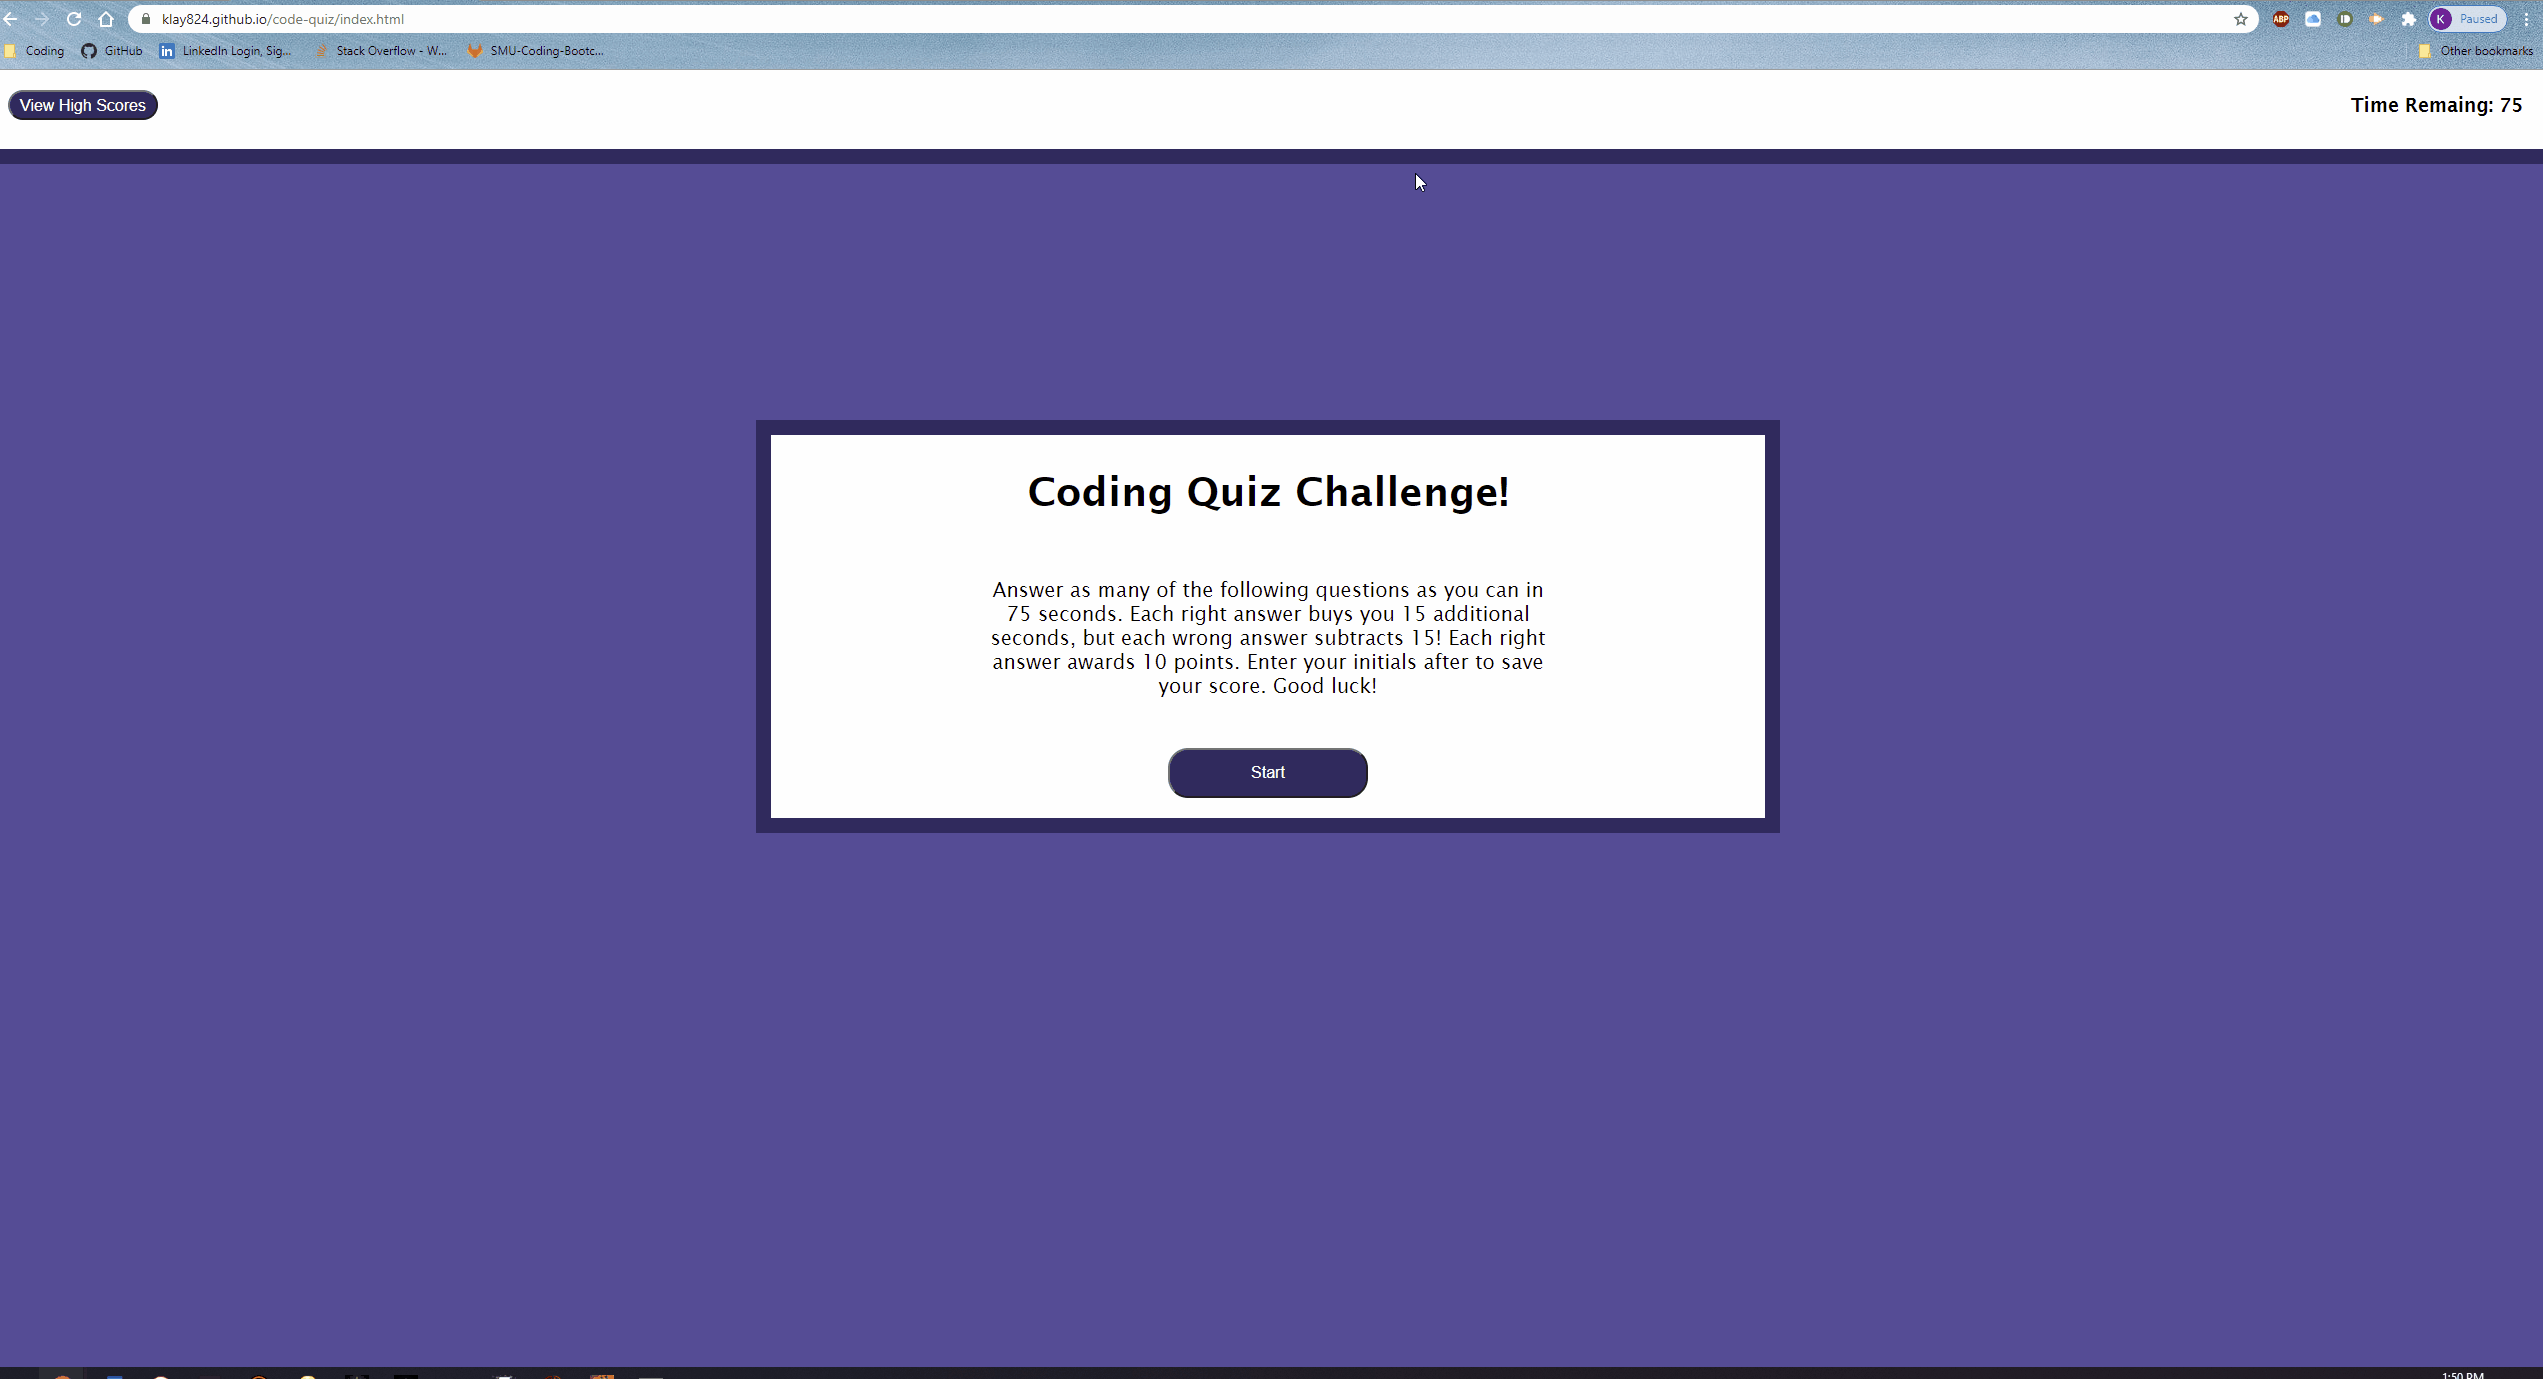 klay824.github.io/code-quiz/index.html
ABP
K Paused
Coding GitHub LinkedIn Login, Sig... Stack Overflow - W... SMU-Coding-Bootc... Other bookmarks
View High Scores Time Remaing: 75
Coding Quiz Challenge!
Answer as many of the following questions as you can in
75 seconds. Each right answer buys you 15 additional
seconds, but each wrong answer subtracts 15! Each right
answer awards 10 points. Enter your initials after to save
your score. Good luck!
Start
1:50 PM